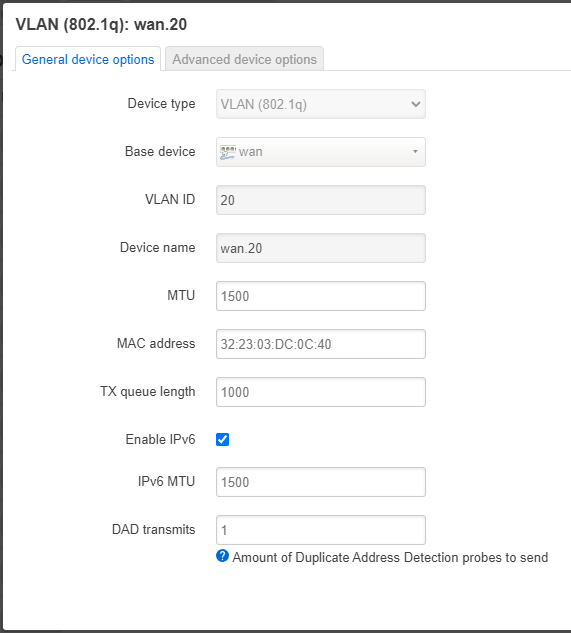 VLAN (802.1q): wan.20
General device options Advanced device options
Device type VLAN (802.1q)
Base device wan
VLAN ID 20
Device name wan.20
MTU 1500
MAC address 32:23:03:DC:0C:40
TX queue length 1000
Enable IPv6
IPv6 MTU 1500
DAD transmits 1
? Amount of Duplicate Address Detection probes to send